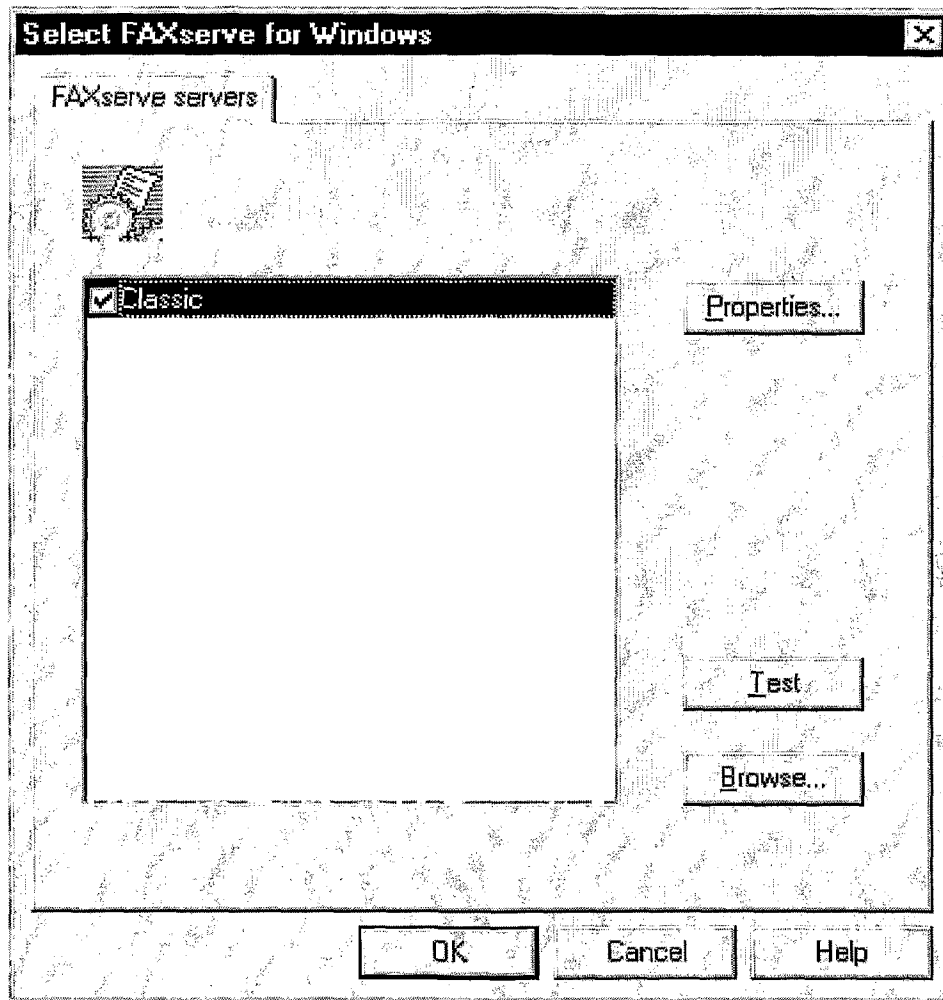 Select FAXserve for Windows
FAXserve servers
Classic
Properties...
Test
Browse...
OK
Cancel
Help